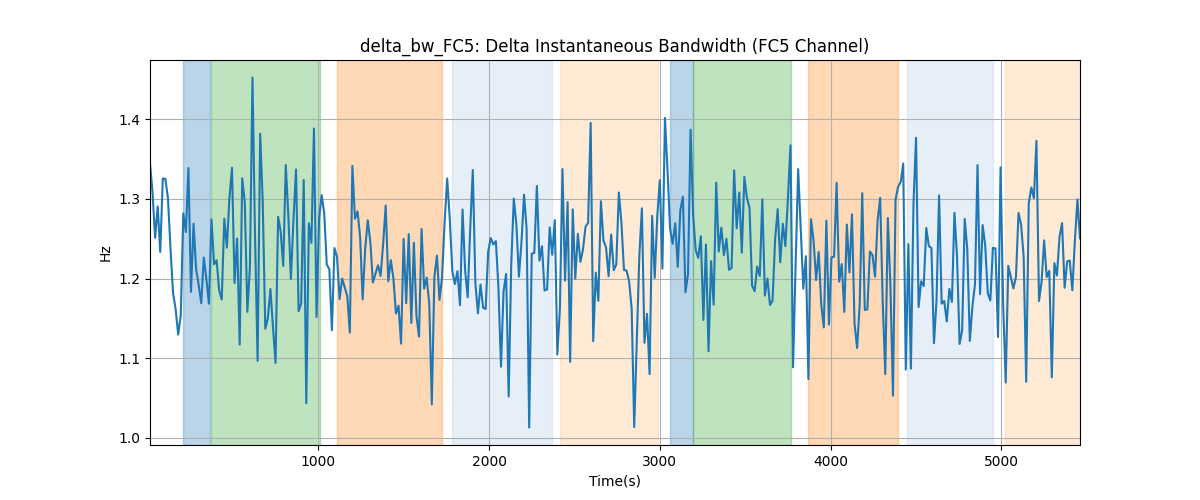 delta_bw_FC5: Delta Instantaneous Bandwidth (FC5 Channel)
Hz
1.4
1.3
1.2
1.1
1.0
1000 2000 3000 4000 5000
Time(s)